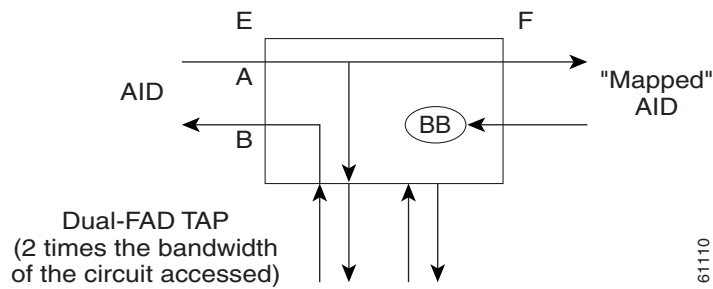 E
F
A
AID
"Mapped"
AID
BB
B
Dual-FAD TAP
(2 times the bandwidth
of the circuit accessed)
61110